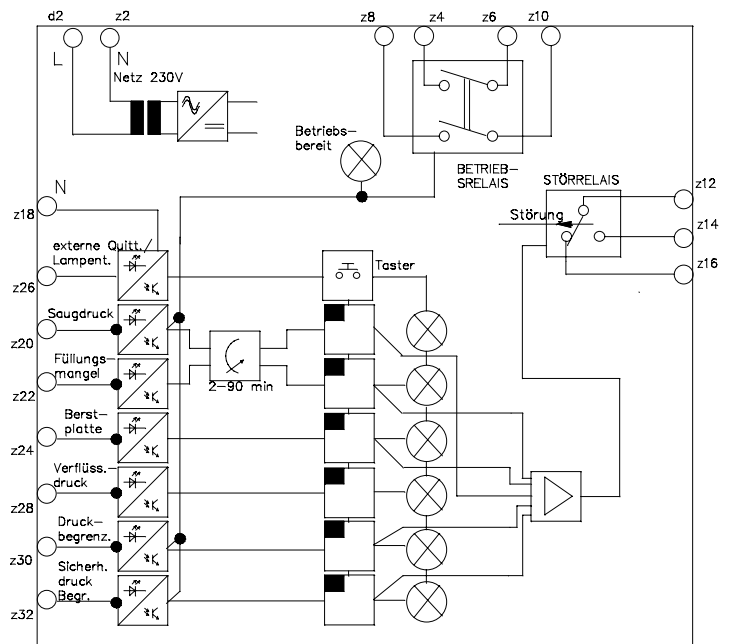 d2
z2
z8
z4
z6
z10
L
N
Netz 230V
Betriebs-
bereit
BETRIEB-
SRELAIS
STÖRRELAIS
z12
N
z18
Störung
z14
externe Quitt.
Lampent.
z16
Taster
z26
Saugdruck
z20
Füllungs-
mangel
2-90 min
z22
Berst-
platte
z24
Verflüss.-
druck
z28
Druck-
begrenz.
z30
Sicherh.
druck
Begr.
z32